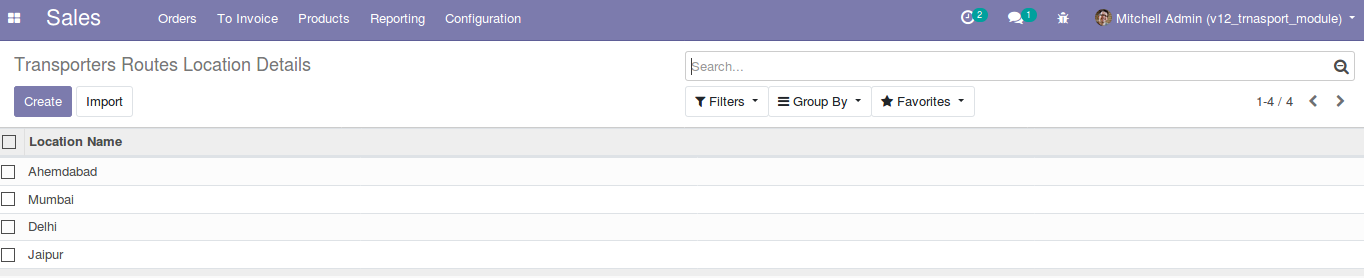 Sales Orders To Invoice Products Reporting Configuration 2 1 Mitchell Admin (v12_trnasport_module)
Transporters Routes Location Details Search...
Create Import Filters Group By Favorites 1-4 / 4
Location Name
Ahemdabad
Mumbai
Delhi
Jaipur